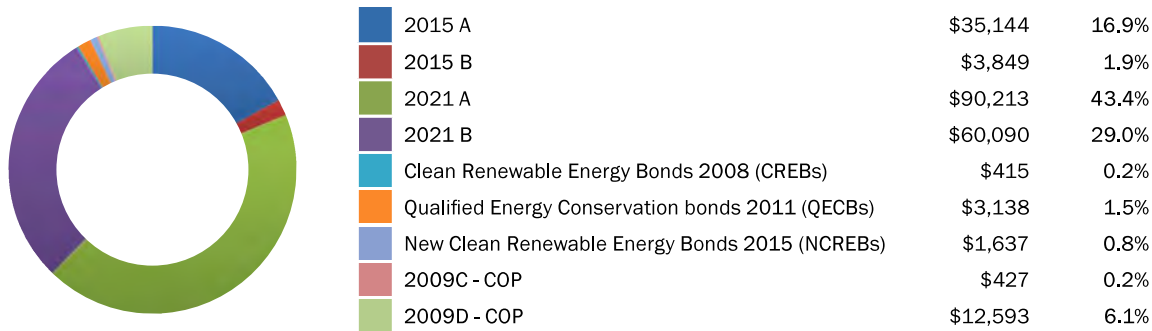 2015 A $35,144 16.9%
2015 B $3,849 1.9%
2021 A $90,213 43.4%
2021 B $60,090 29.0%
Clean Renewable Energy Bonds 2008 (CREBs) $415 0.2%
Qualified Energy Conservation bonds 2011 (QECBs) $3,138 1.5%
New Clean Renewable Energy Bonds 2015 (NCREBs) $1,637 0.8%
2009C - COP $427 0.2%
2009D - COP $12,593 6.1%